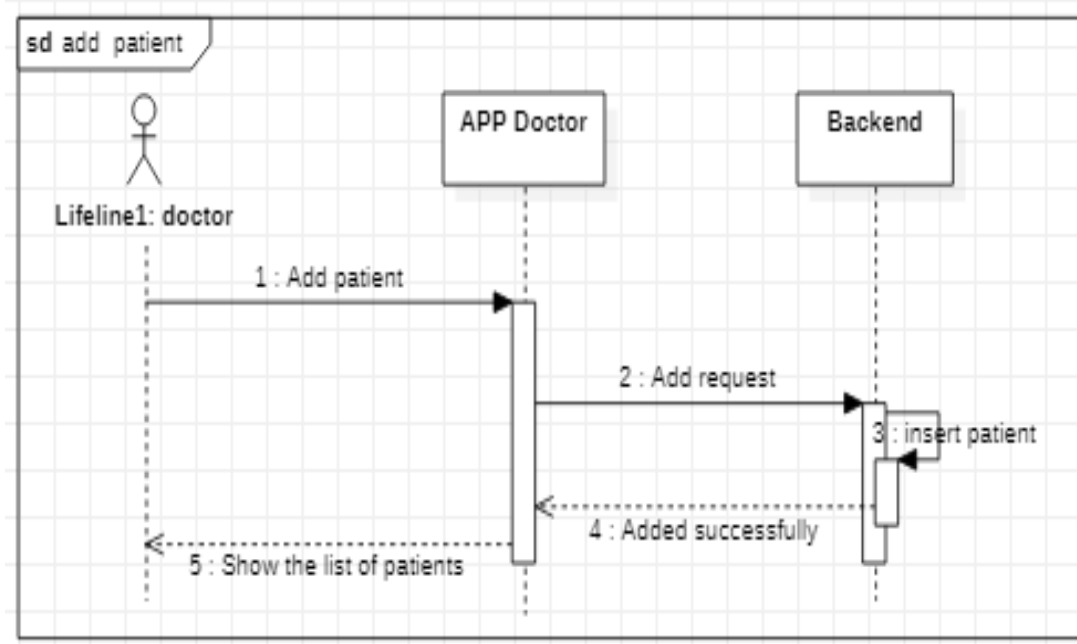 sd add patient
APP Doctor
Backend
Lifeline1: doctor
1 : Add patient
2 : Add request
3 : insert patient
4 : Added successfully
5 : Show the list of patients